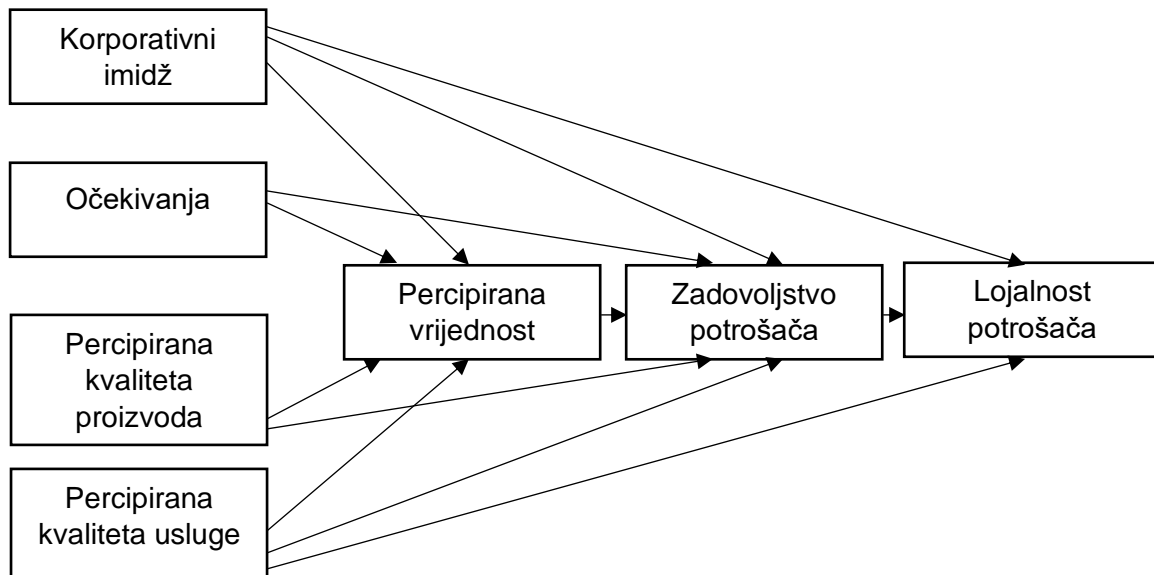 Korporativni
imidž
Očekivanja
Percipirana
vrijednost
Zadovoljstvo
potrošača
Lojalnost
potrošača
Percipirana
kvaliteta
proizvoda
Percipirana
kvaliteta usluge